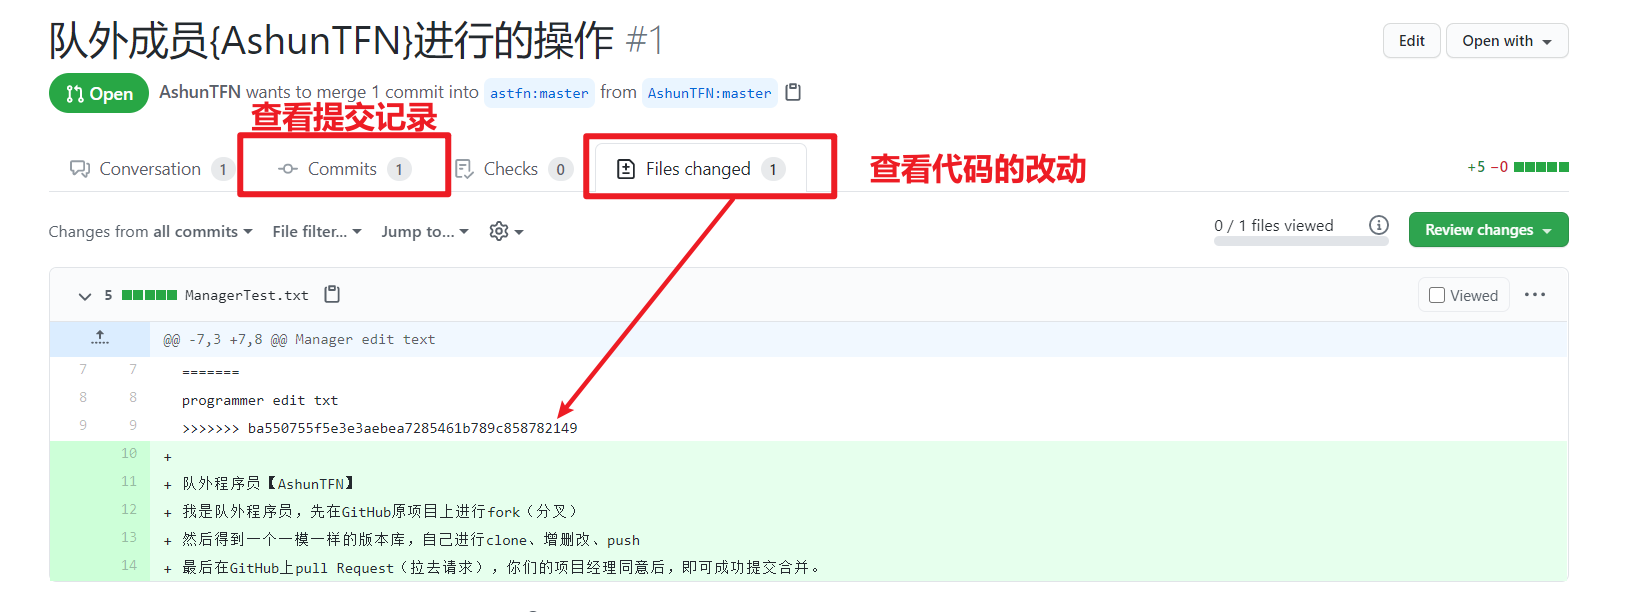 队外成员{AshunTFN}进行的操作 #1
Edit
Open with
Open
AshunTFN wants to merge 1 commit into astfn:master from AshunTFN:master
查看提交记录
Conversation 1
Commits 1
Checks 0
Files changed 1
查看代码的改动
+5 −0
Changes from all commits
File filter...
Jump to...
0 / 1 files viewed
Review changes
5 ManagerTest.txt
Viewed
@@ -7,3 +7,8 @@ Manager edit text
7 7 =======
8 8 programmer edit txt
9 9 >>>>>>> ba550755f5e3e3aebea7285461b789c858782149
10 +
11 + 队外程序员【AshunTFN】
12 + 我是队外程序员，先在GitHub原项目上进行fork（分叉）
13 + 然后得到一个一模一样的版本库，自己进行clone、增删改、push
14 + 最后在GitHub上pull Request（拉去请求），你们的项目经理同意后，即可成功提交合并。